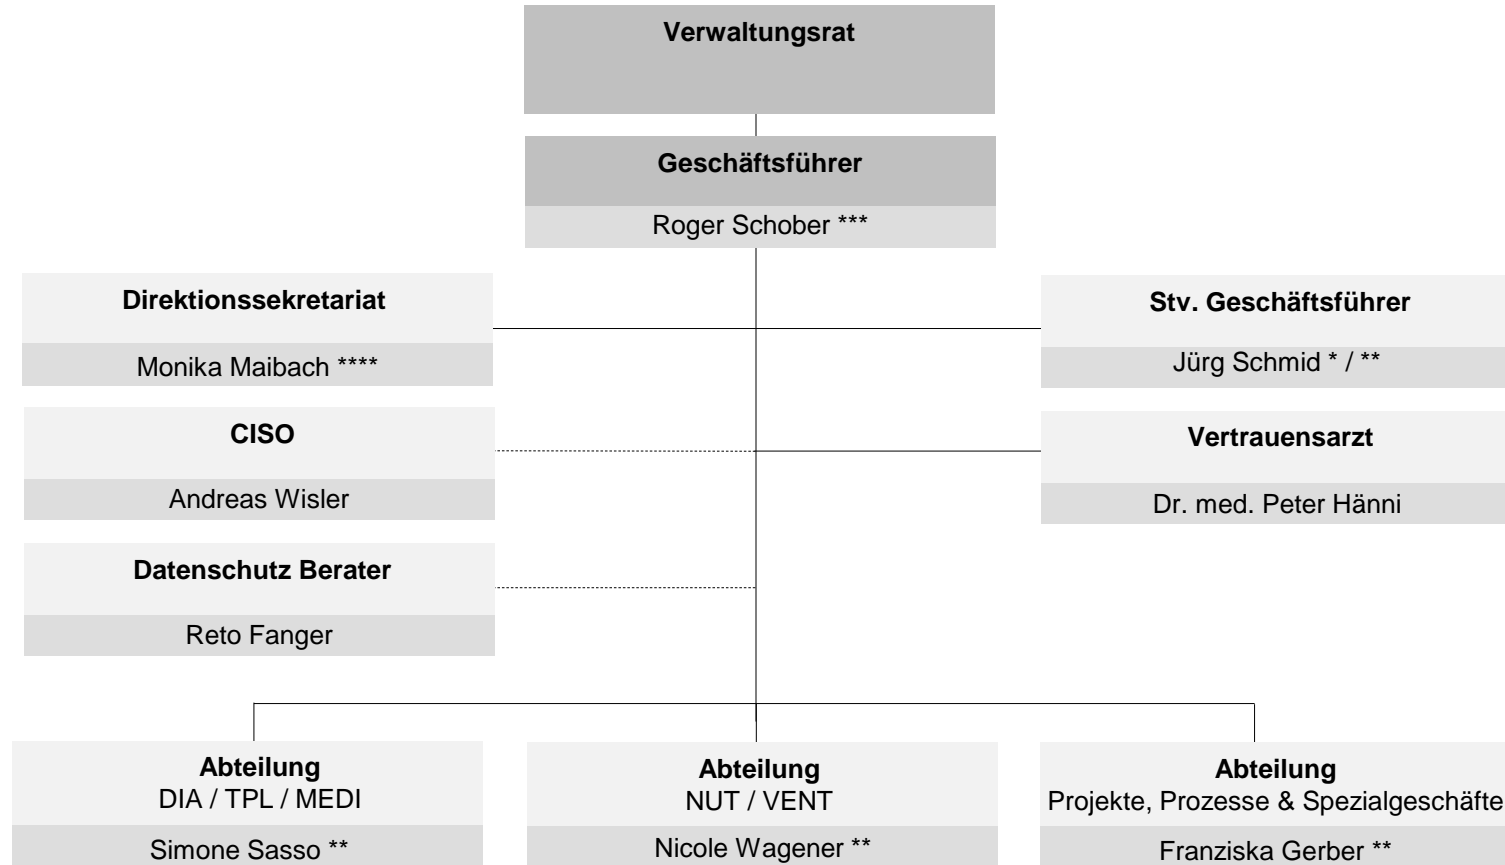 Verwaltungsrat
Geschäftsführer
Roger Schober ***
Direktionssekretariat
Monika Maibach ****
Stv. Geschäftsführer
Jürg Schmid * / **
CISO
Andreas Wisler
Vertrauensarzt
Dr. med. Peter Hänni
Datenschutz Berater
Reto Fanger
Abteilung
DIA / TPL / MEDI
Simone Sasso **
Abteilung
NUT / VENT
Nicole Wagener **
Abteilung
Projekte, Prozesse & Spezialgeschäfte
Franziska Gerber **